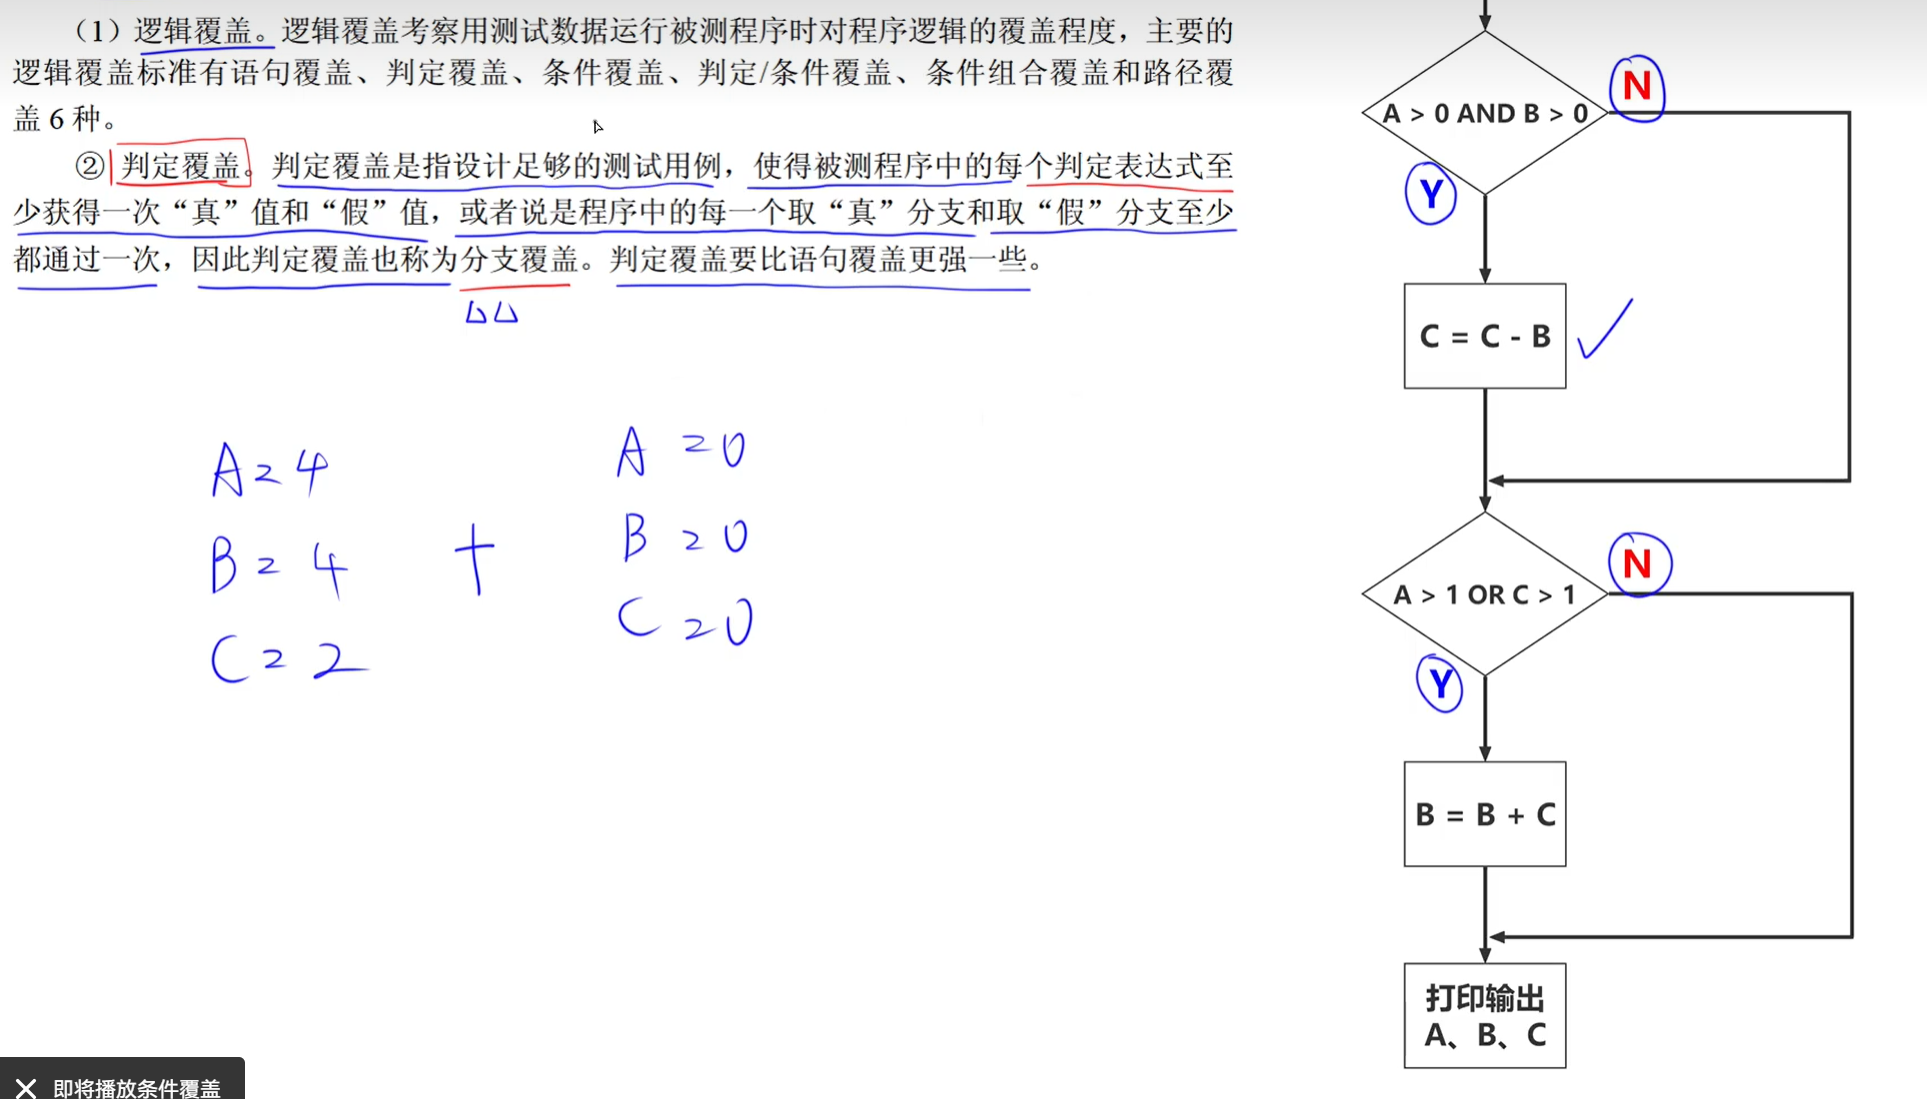 （1）逻辑覆盖。逻辑覆盖考察用测试数据运行被测程序时对程序逻辑的覆盖程度，主要的
逻辑覆盖标准有语句覆盖、判定覆盖、条件覆盖、判定/条件覆盖、条件组合覆盖和路径覆
盖 6 种。
② 判定覆盖。判定覆盖是指设计足够的测试用例，使得被测程序中的每个判定表达式至
少获得一次“真”值和“假”值，或者说是程序中的每一个取“真”分支和取“假”分支至少
都通过一次，因此判定覆盖也称为分支覆盖。判定覆盖要比语句覆盖更强一些。
A=4
B=4
C=2
+
A=0
B=0
C=0
A > 0 AND B > 0
N
Y
C = C - B
A > 1 OR C > 1
N
Y
B = B + C
打印输出
A、B、C
即将播放条件覆盖